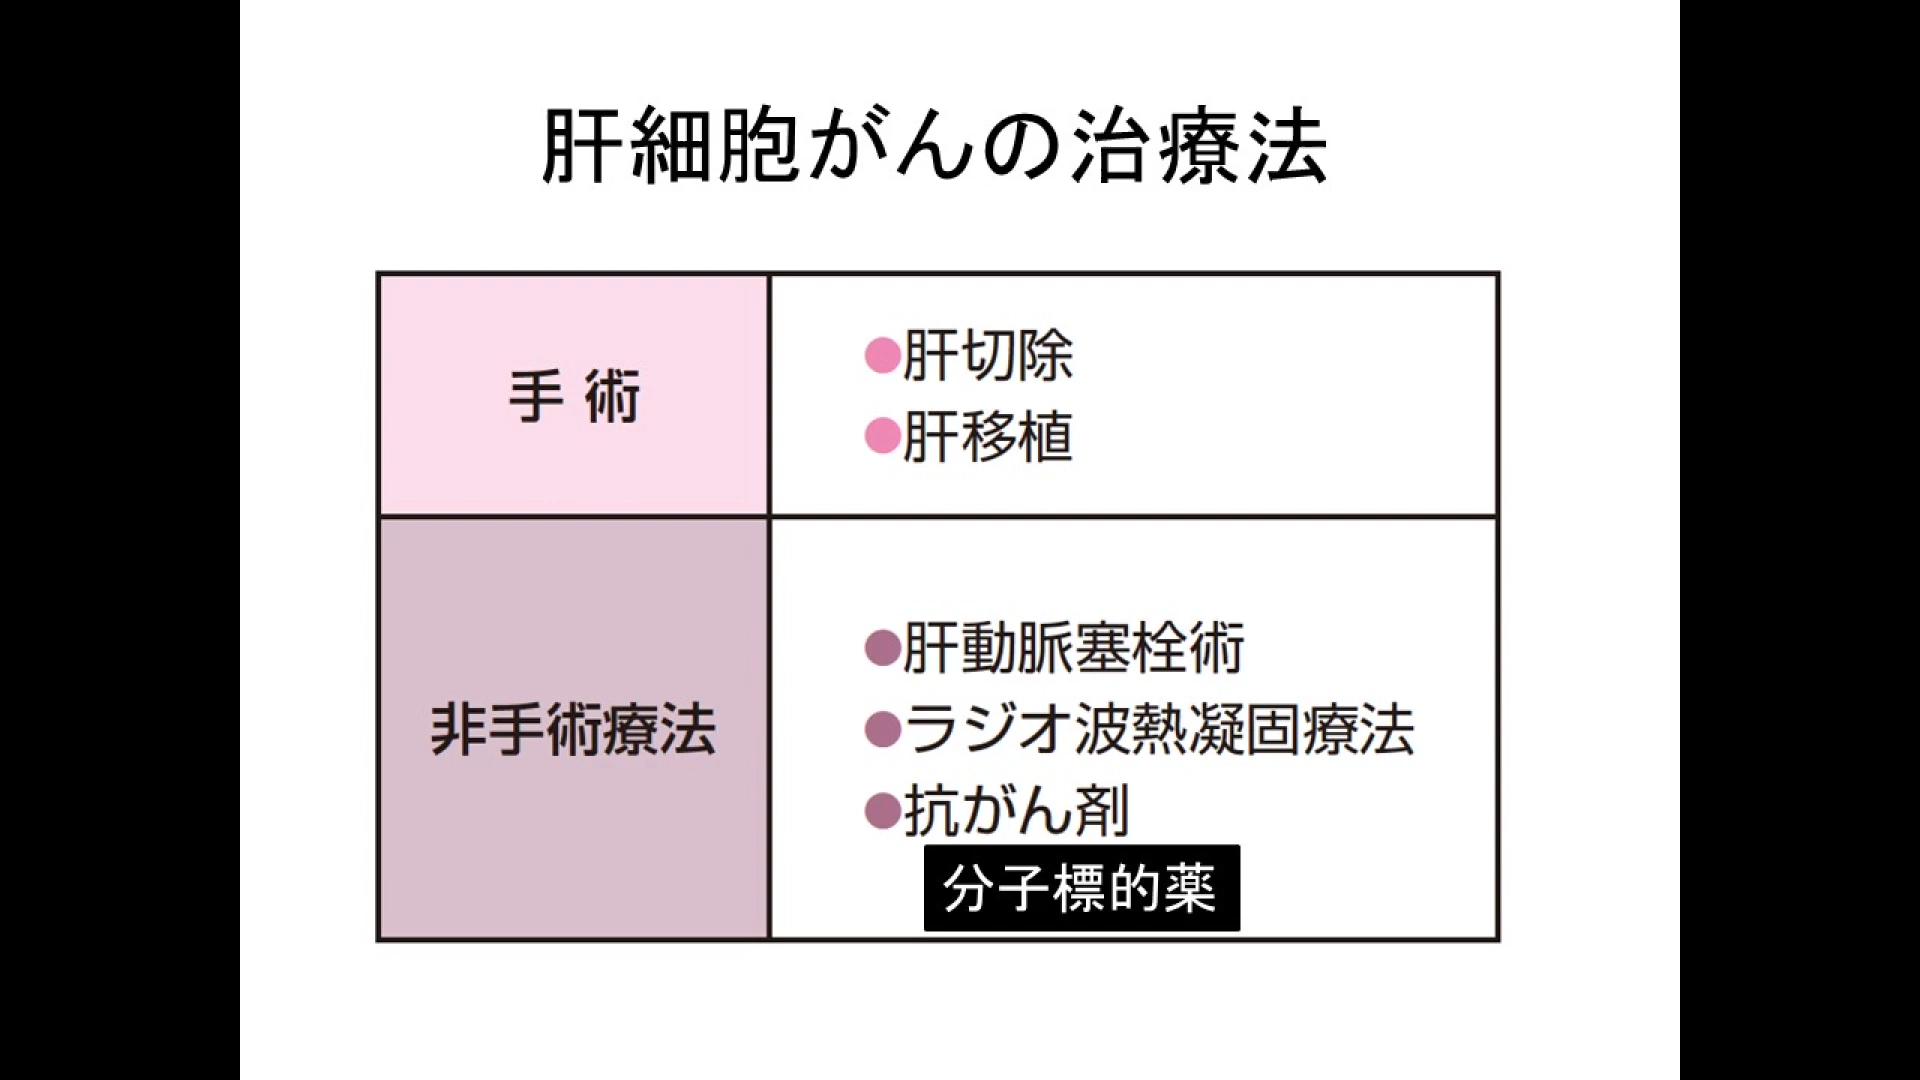 肝細胞がんの治療法
手術
●肝切除
●肝移植
非手術療法
●肝動脈塞栓術
●ラジオ波熱凝固療法
●抗がん剤
分子標的薬